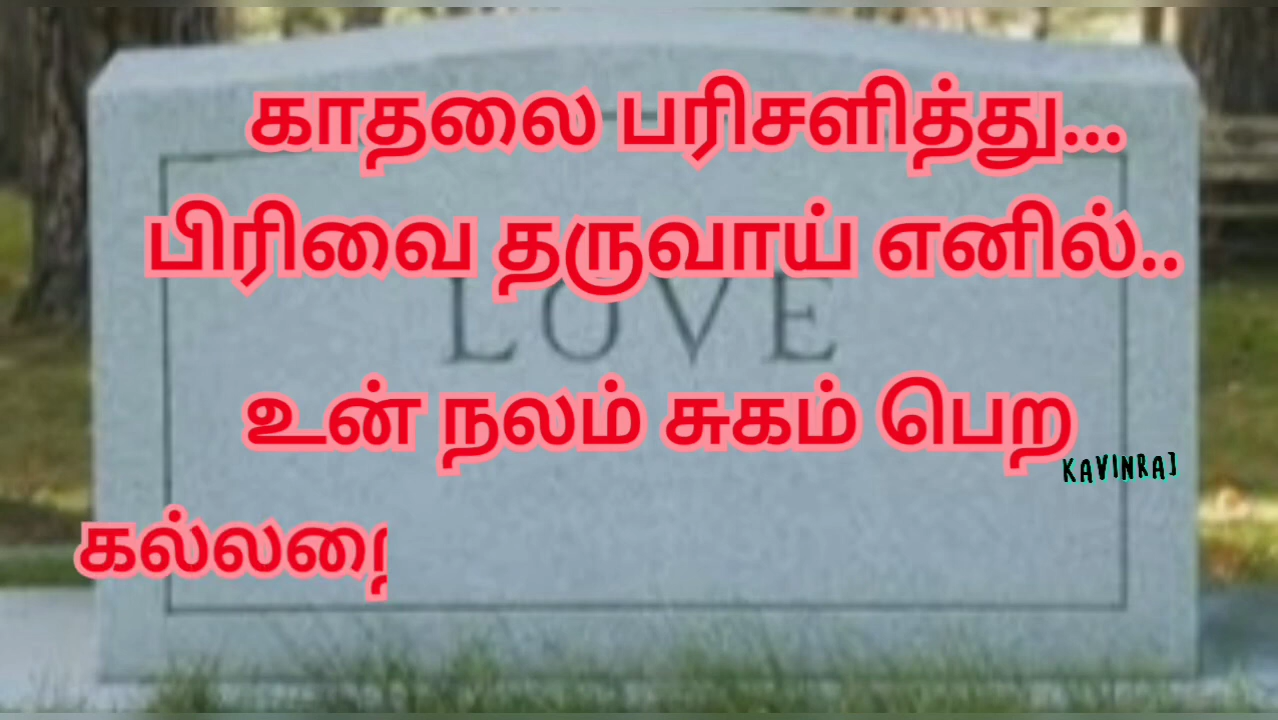 காதலை பரிசளித்து...
பிரிவை தருவாய் எனில்..
LOVE
உன் நலம் சுகம் பெற
KAVINRAJ
கல்லறை